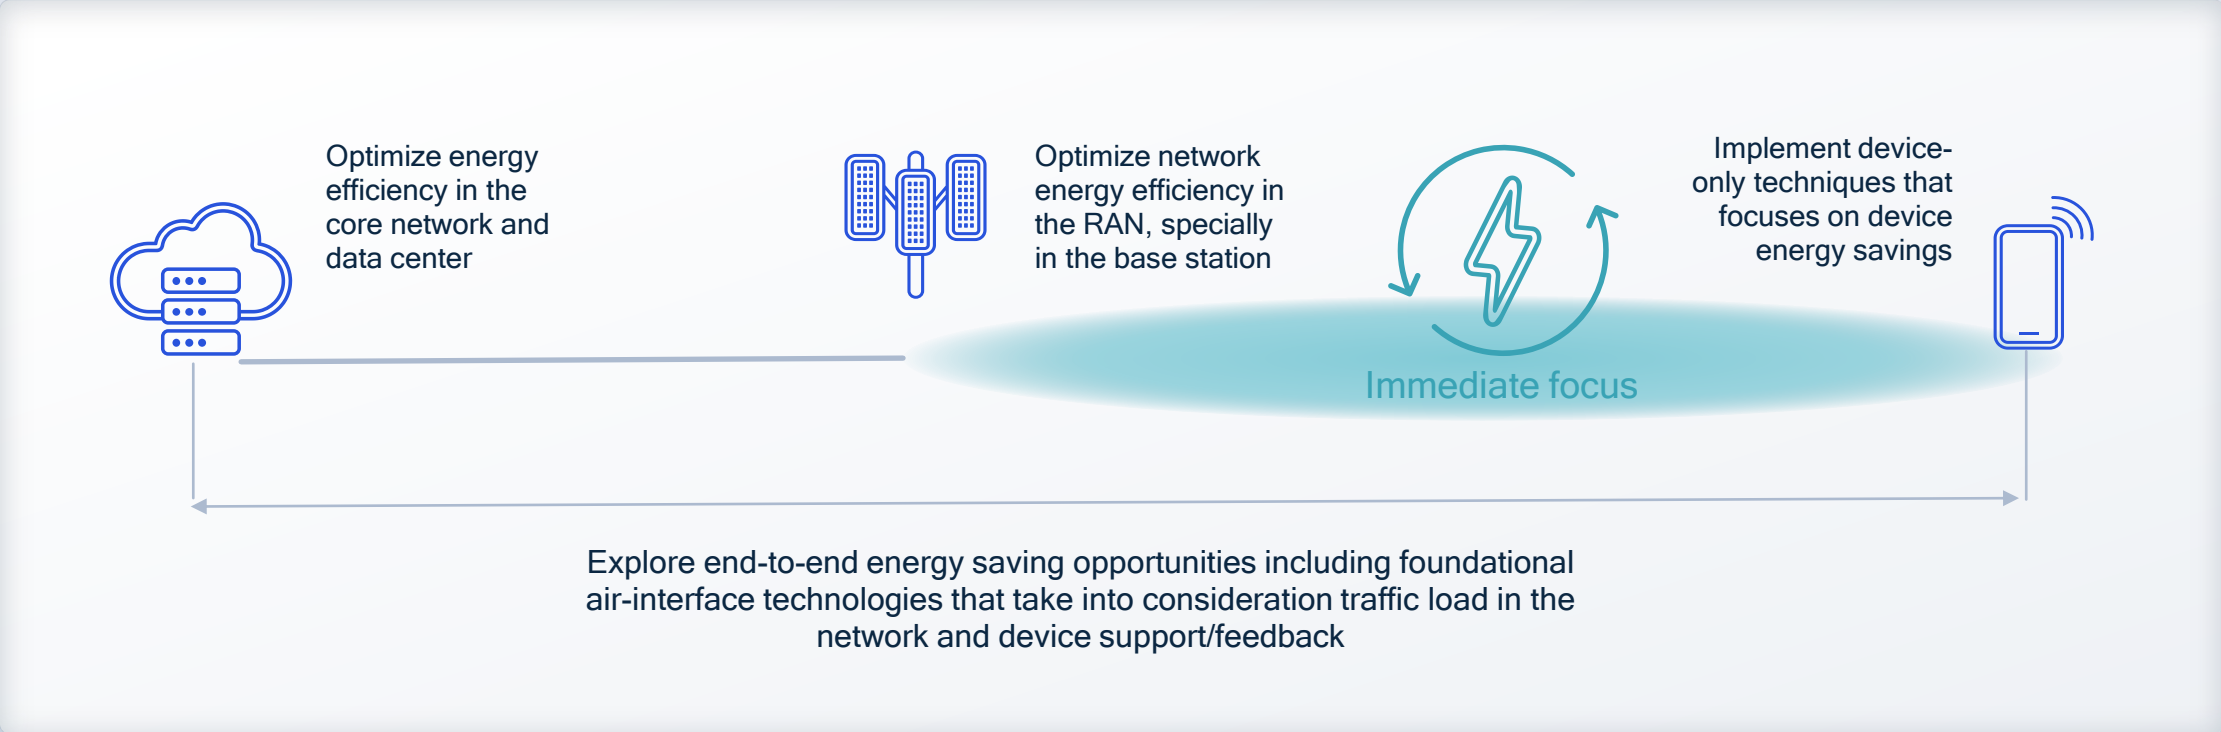 Optimize energy
efficiency in the
core network and
data center
Optimize network
energy efficiency in
the RAN, specially
in the base station
Implement device-
only techniques that
focuses on device
energy savings
Immediate focus
Explore end-to-end energy saving opportunities including foundational
air-interface technologies that take into consideration traffic load in the
network and device support/feedback